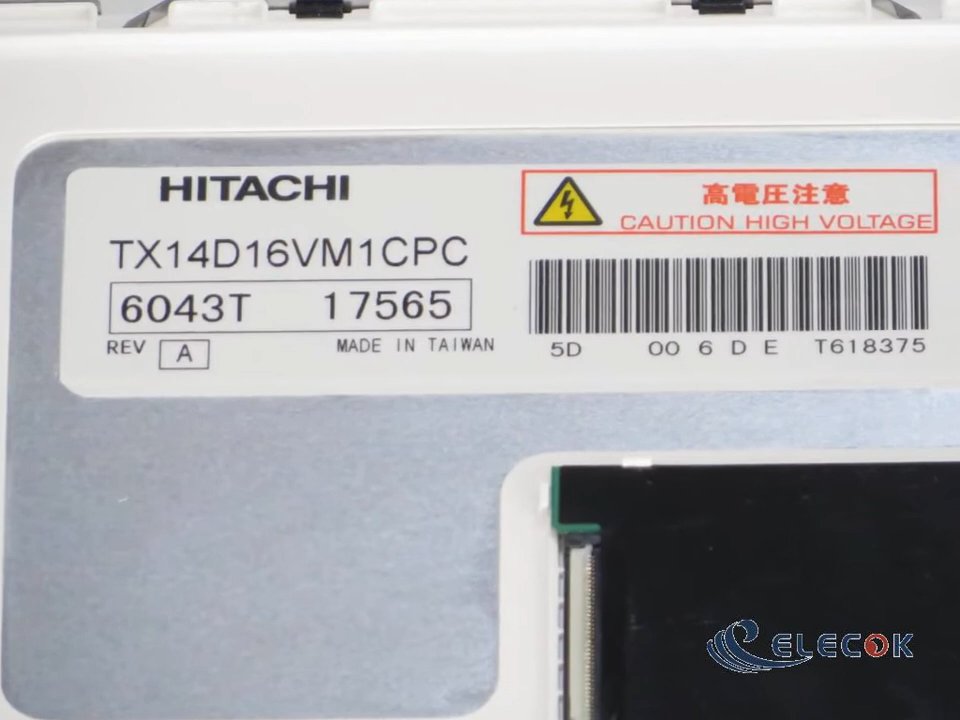 HITACHI
TX14D16VM1CPC
6043T 17565
REV A MADE IN TAIWAN
高電圧注意
CAUTION HIGH VOLTAGE
5D 00 6 D E T618375
ELECOK